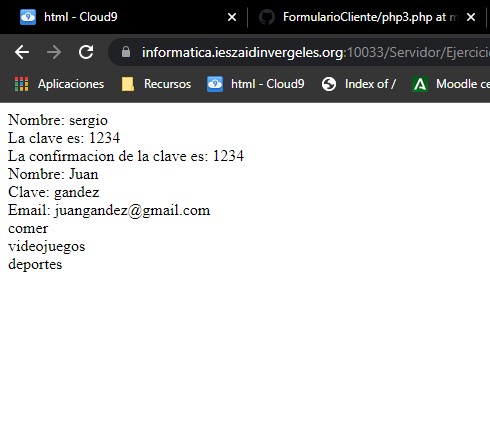 html - Cloud9
FormularioCliente/php3.php at m
informatica.ieszaidinvergeles.org:10033/Servidor/Ejercici
Aplicaciones
Recursos
html - Cloud9
Index of /
Moodle ce
Nombre: sergio
La clave es: 1234
La confirmacion de la clave es: 1234
Nombre: Juan
Clave: gandez
Email: juangandez@gmail.com
comer
videojuegos
deportes